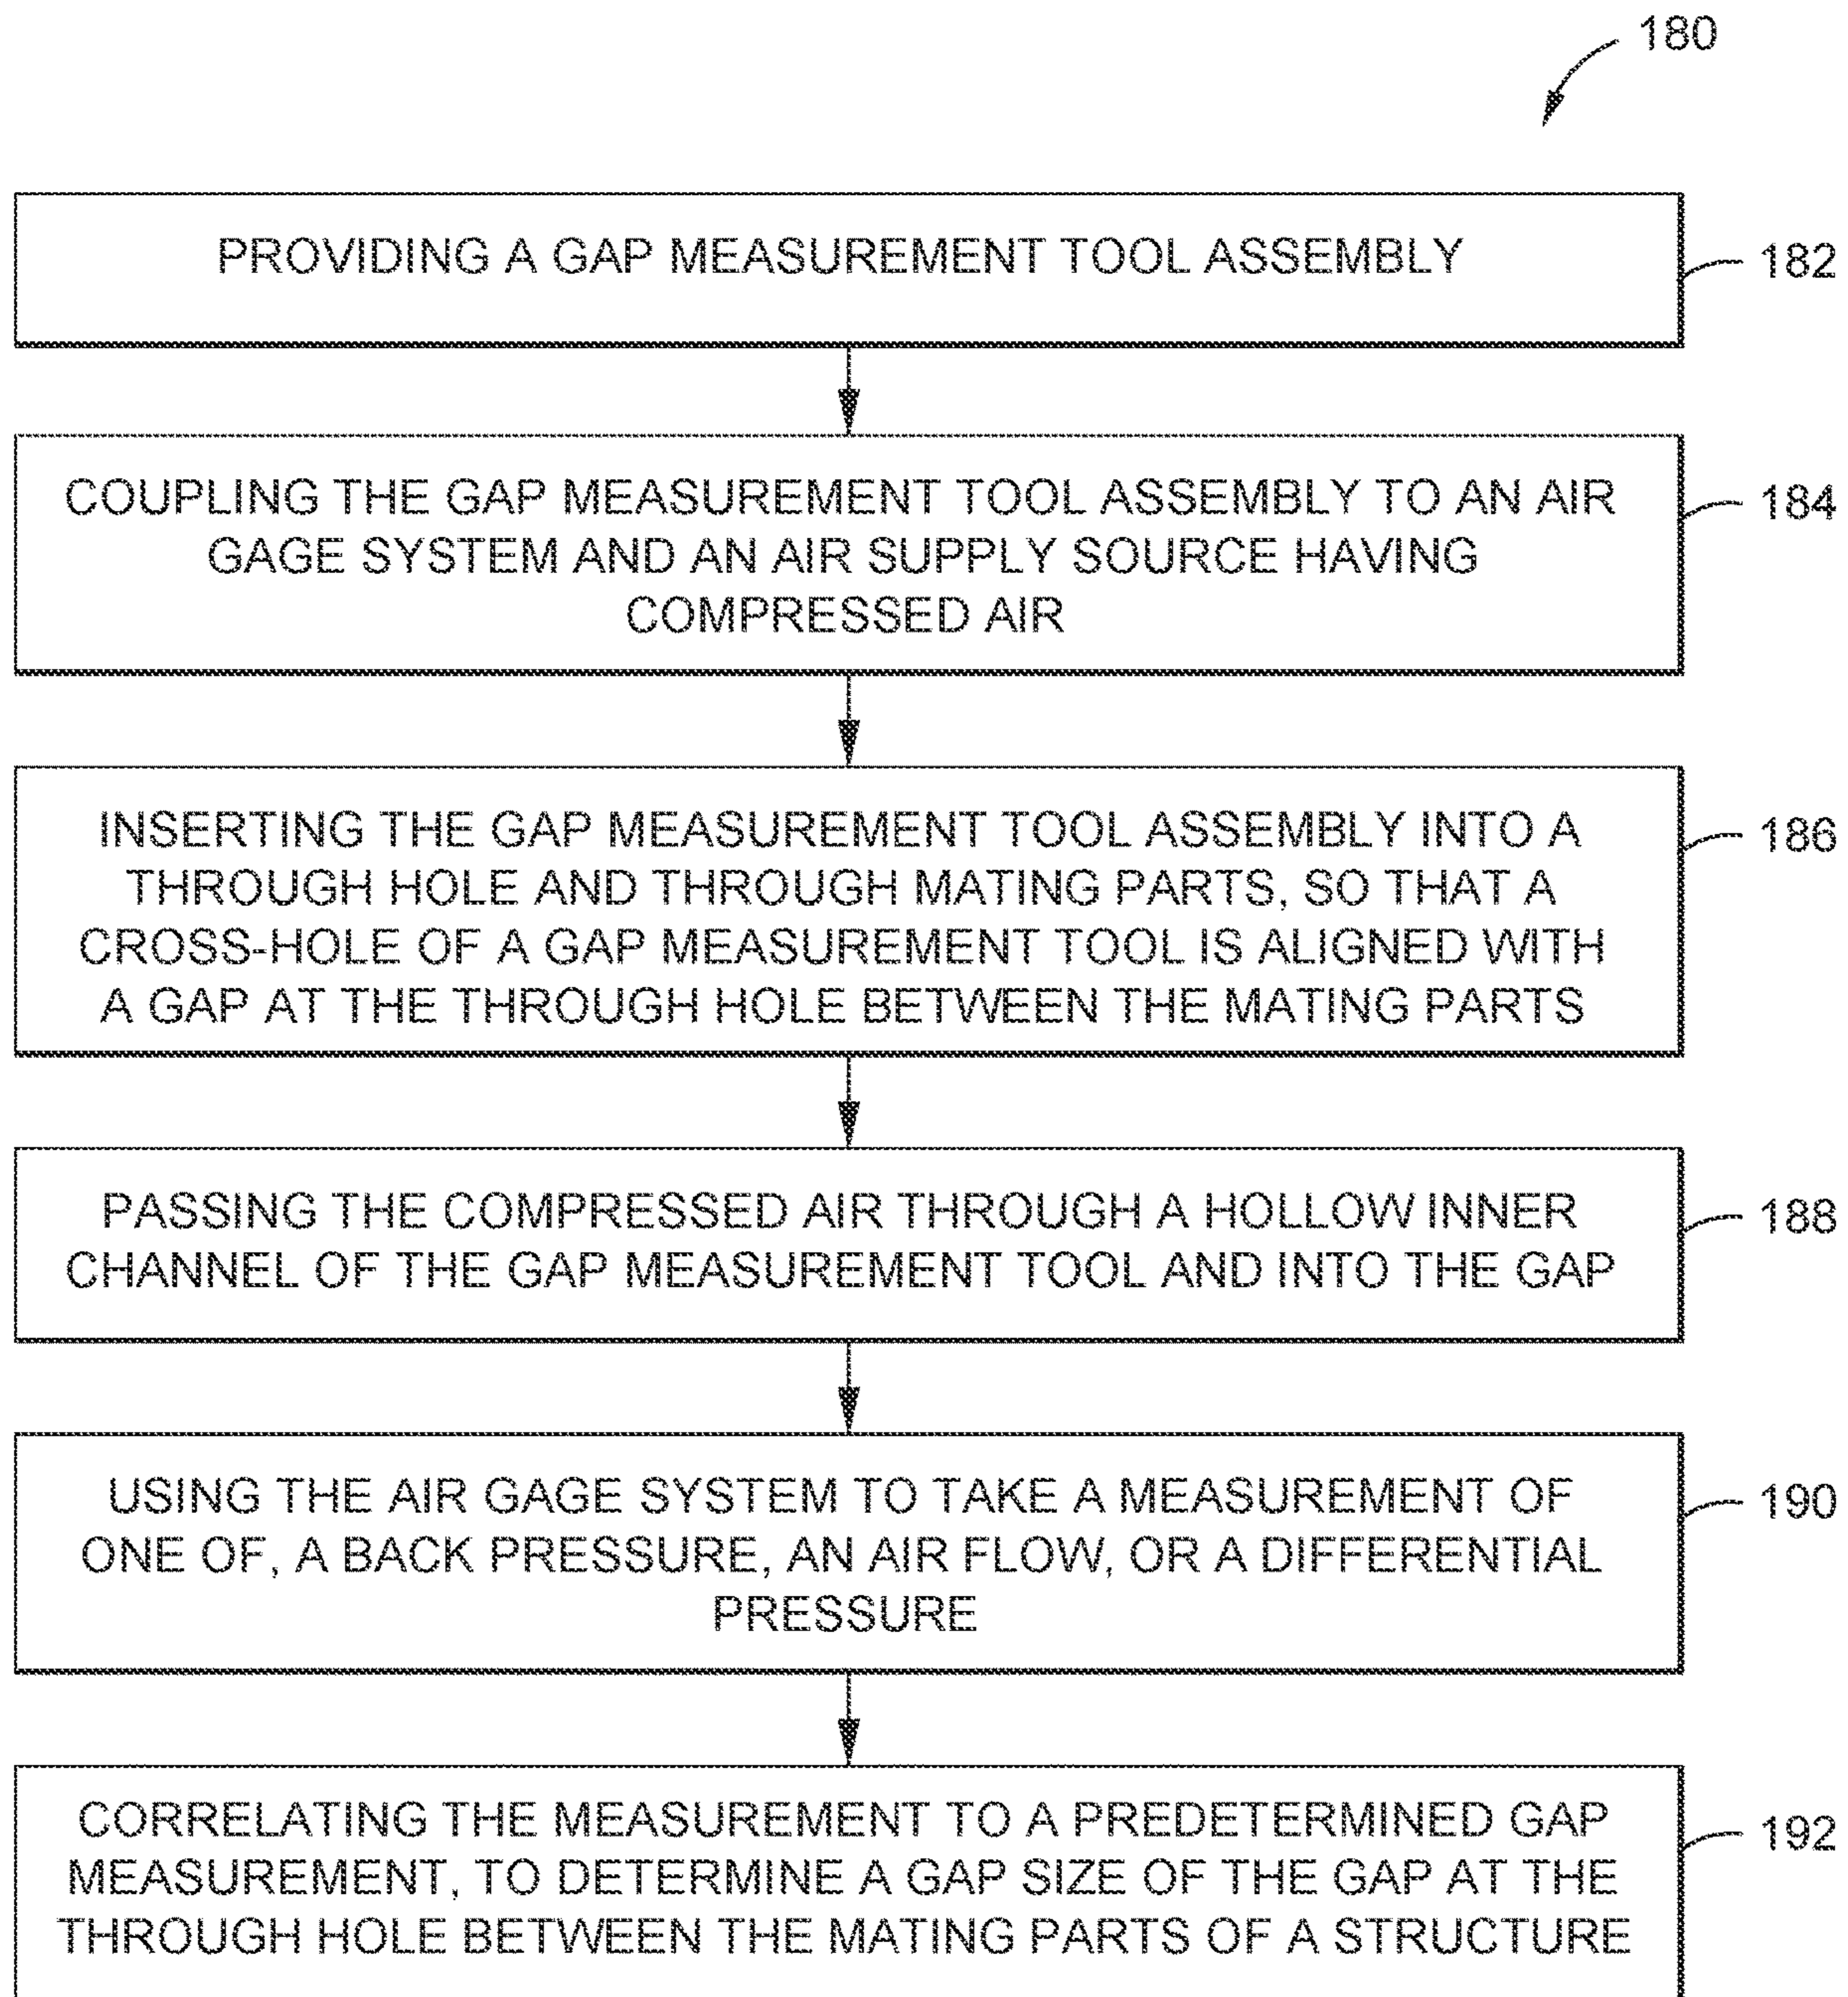 180
PROVIDING A GAP MEASUREMENT TOOL ASSEMBLY
182
COUPLING THE GAP MEASUREMENT TOOL ASSEMBLY TO AN AIR
GAGE SYSTEM AND AN AIR SUPPLY SOURCE HAVING
COMPRESSED AIR
184
INSERTING THE GAP MEASUREMENT TOOL ASSEMBLY INTO A
THROUGH HOLE AND THROUGH MATING PARTS, SO THAT A
CROSS-HOLE OF A GAP MEASUREMENT TOOL IS ALIGNED WITH
A GAP AT THE THROUGH HOLE BETWEEN THE MATING PARTS
186
PASSING THE COMPRESSED AIR THROUGH A HOLLOW INNER
CHANNEL OF THE GAP MEASUREMENT TOOL AND INTO THE GAP
188
USING THE AIR GAGE SYSTEM TO TAKE A MEASUREMENT OF
ONE OF, A BACK PRESSURE, AN AIR FLOW, OR A DIFFERENTIAL
PRESSURE
190
CORRELATING THE MEASUREMENT TO A PREDETERMINED GAP
MEASUREMENT, TO DETERMINE A GAP SIZE OF THE GAP AT THE
THROUGH HOLE BETWEEN THE MATING PARTS OF A STRUCTURE
192